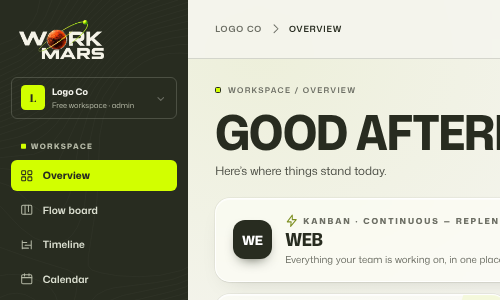 WORK
MARS
L
Logo Co
Free workspace · admin
WORKSPACE
Overview
Flow board
Timeline
Calendar
LOGO CO > OVERVIEW
WORKSPACE / OVERVIEW
GOOD AFTER
Here's where things stand today.
WE
KANBAN · CONTINUOUS — REPLEN
WEB
Everything your team is working on, in one plac